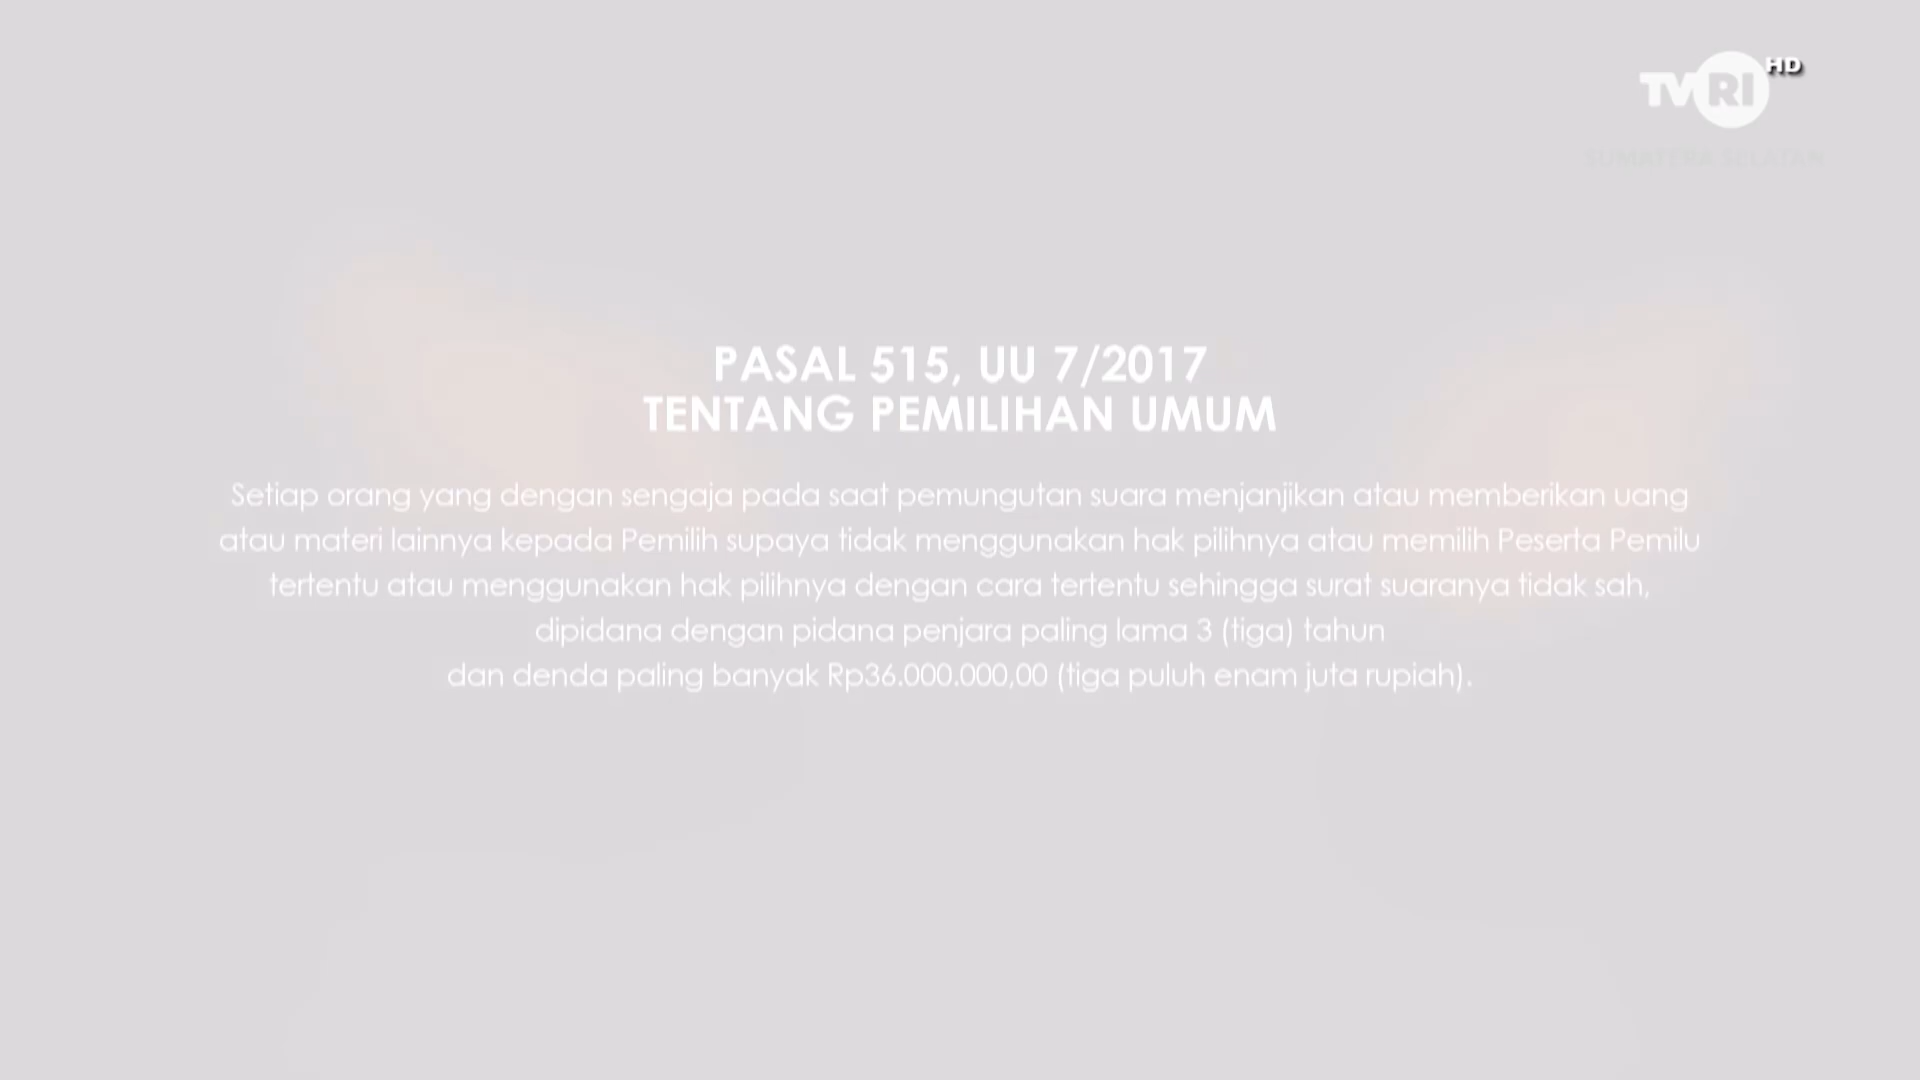 TVRI HD
SUMATERA SELATAN
PASAL 515, UU 7/2017
TENTANG PEMILIHAN UMUM
Setiap orang yang dengan sengaja pada saat pemungutan suara menjanjikan atau memberikan uang
atau materi lainnya kepada Pemilih supaya tidak menggunakan hak pilihnya atau memilih Peserta Pemilu
tertentu atau menggunakan hak pilihnya dengan cara tertentu sehingga surat suaranya tidak sah,
dipidana dengan pidana penjara paling lama 3 (tiga) tahun
dan denda paling banyak Rp36.000.000,00 (tiga puluh enam juta rupiah).